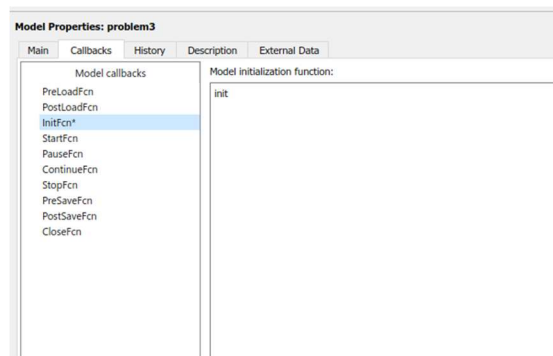 Model Properties: problem3
Main Callbacks History Description External Data
Model callbacks
PreLoadFcn
PostLoadFcn
InitFcn*
StartFcn
PauseFcn
ContinueFcn
StopFcn
PreSaveFcn
PostSaveFcn
CloseFcn
Model initialization function:
init